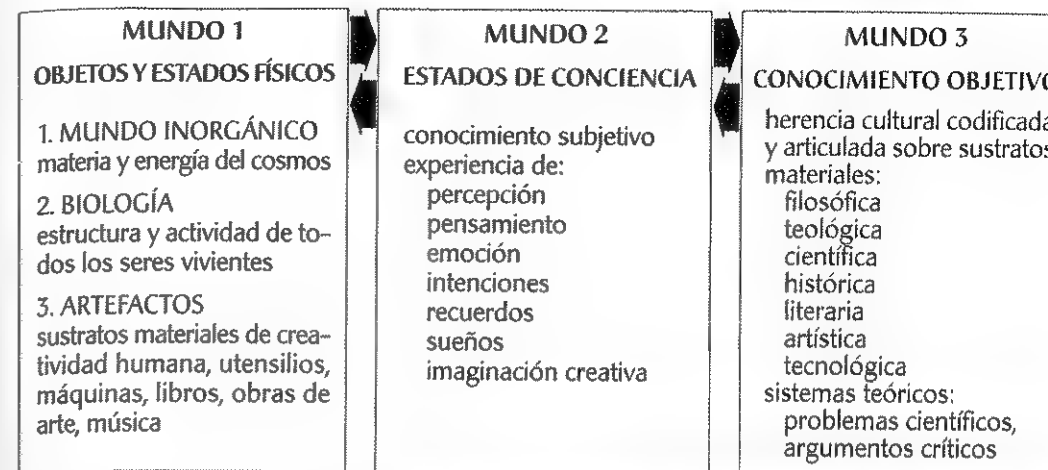 MUNDO 1
OBJETOS Y ESTADOS FÍSICOS
1. MUNDO INORGÁNICO
materia y energía del cosmos
2. BIOLOGÍA
estructura y actividad de to-
dos los seres vivientes
3. ARTEFACTOS
sustratos materiales de crea-
tividad humana, utensilios,
máquinas, libros, obras de
arte, música
MUNDO 2
ESTADOS DE CONCIENCIA
conocimiento subjetivo
experiencia de:
percepción
pensamiento
emoción
intenciones
recuerdos
sueños
imaginación creativa
MUNDO 3
CONOCIMIENTO OBJETIVO
herencia cultural codificada
y articulada sobre sustratos
materiales:
filosófica
teológica
científica
histórica
literaria
artística
tecnológica
sistemas teóricos:
problemas científicos,
argumentos críticos